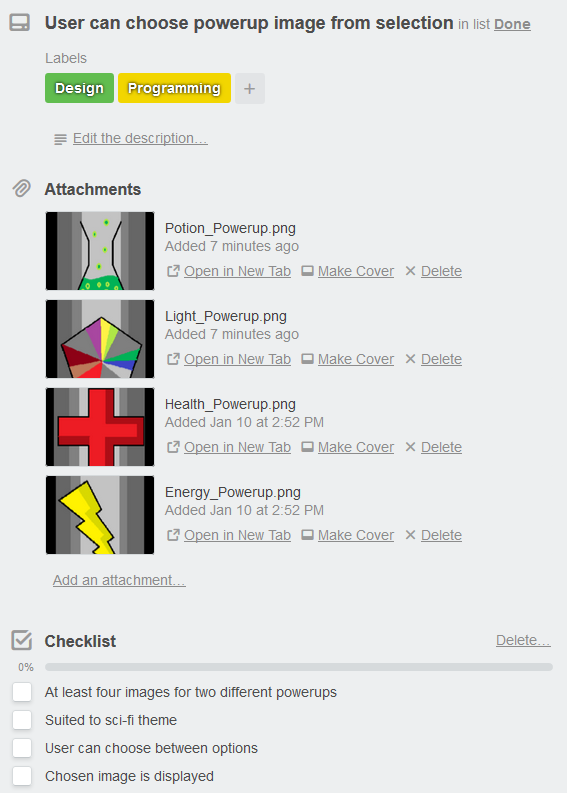 User can choose powerup image from selection in list Done
Labels
Design Programming +
Edit the description...
Attachments
Potion_Powerup.png
Added 7 minutes ago
Open in New Tab Make Cover Delete
Light_Powerup.png
Added 7 minutes ago
Open in New Tab Make Cover Delete
Health_Powerup.png
Added Jan 10 at 2:52 PM
Open in New Tab Make Cover Delete
Energy_Powerup.png
Added Jan 10 at 2:52 PM
Open in New Tab Make Cover Delete
Add an attachment...
Checklist Delete...
0%
At least four images for two different powerups
Suited to sci-fi theme
User can choose between options
Chosen image is displayed